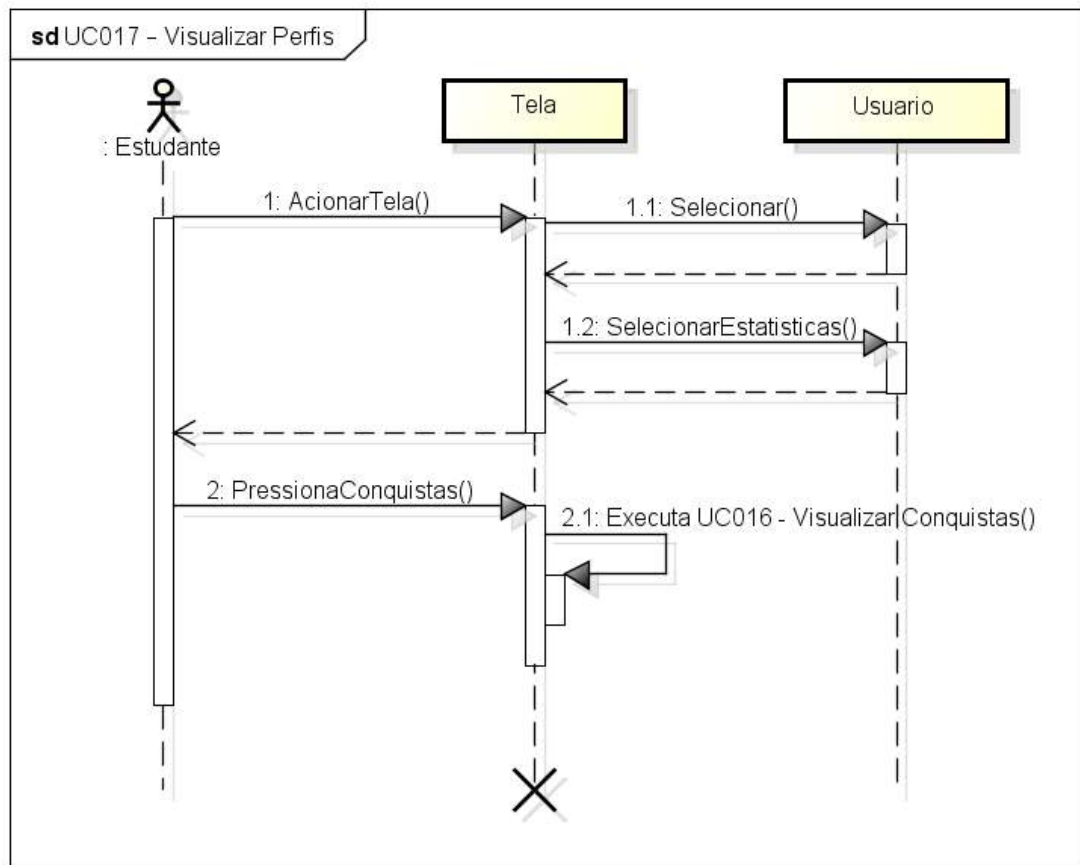 sd UC017 – Visualizar Perfis
: Estudante
Tela
Usuario
1: AcionarTela()
1.1: Selecionar()
1.2: SelecionarEstatisticas()
2: PressionaConquistas()
2.1: Executa UC016 - Visualizar Conquistas()